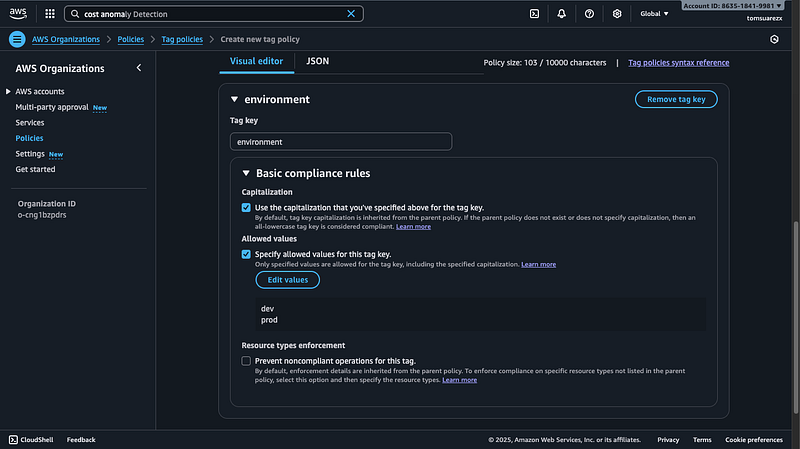 Account ID: 8635-1841-9981
aws
cost anomaly Detection
Global
tomsuarezx
AWS Organizations
Policies
Tag policies
Create new tag policy
AWS Organizations
AWS accounts
Multi-party approval New
Services
Policies
Settings New
Get started
Organization ID
o-cng1bzpdrs
Visual editor
JSON
Policy size: 103 / 10000 characters
Tag policies syntax reference
environment
Remove tag key
Tag key
environment
Basic compliance rules
Capitalization
Use the capitalization that you've specified above for the tag key.
By default, tag key capitalization is inherited from the parent policy. If the parent policy does not exist or does not specify capitalization, then an
all-lowercase tag key is considered compliant. Learn more
Allowed values
Specify allowed values for this tag key.
Only specified values are allowed for the tag key, including the specified capitalization. Learn more
Edit values
dev
prod
Resource types enforcement
Prevent noncompliant operations for this tag.
By default, enforcement details are inherited from the parent policy. To enforce compliance on specific resource types not listed in the parent
policy, select this option and then specify the resource types. Learn more
CloudShell
Feedback
© 2025, Amazon Web Services, Inc. or its affiliates.
Privacy
Terms
Cookie preferences